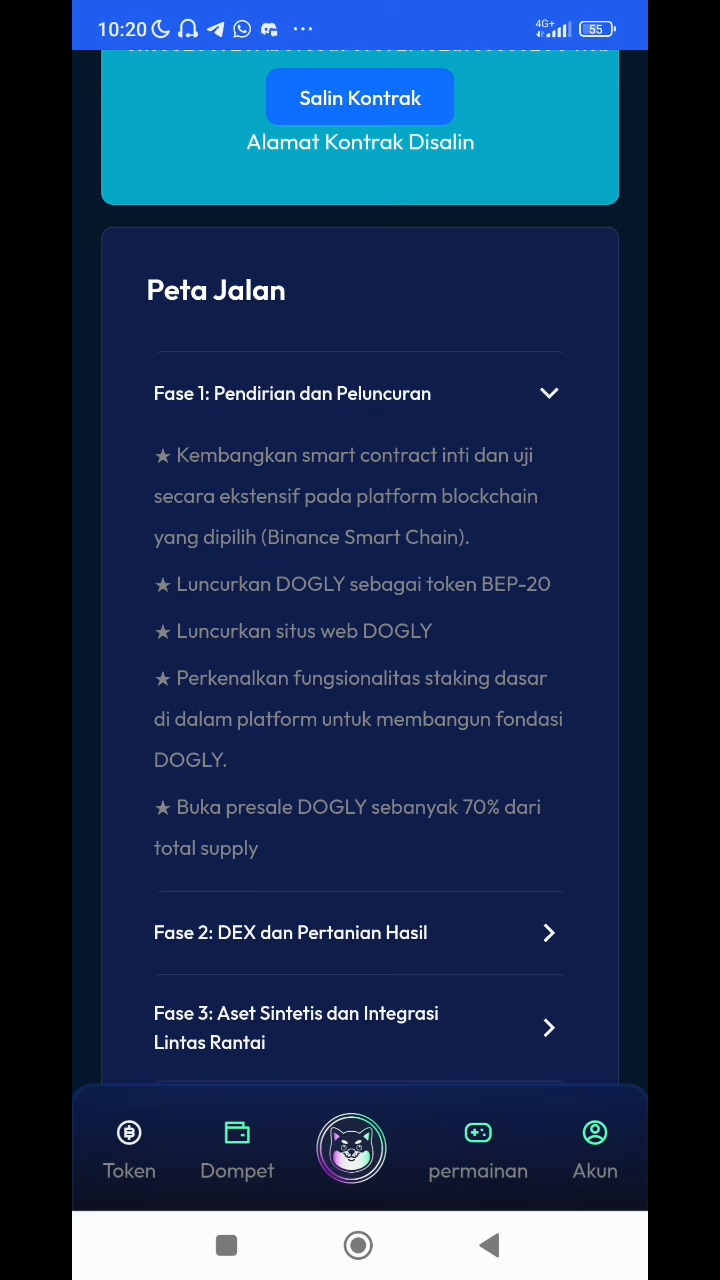 10:20
4G+
55
Salin Kontrak
Alamat Kontrak Disalin
Peta Jalan
Fase 1: Pendirian dan Peluncuran
★ Kembangkan smart contract inti dan uji
secara ekstensif pada platform blockchain
yang dipilih (Binance Smart Chain).
★ Luncurkan DOGLY sebagai token BEP-20
★ Luncurkan situs web DOGLY
★ Perkenalkan fungsionalitas staking dasar
di dalam platform untuk membangun fondasi
DOGLY.
★ Buka presale DOGLY sebanyak 70% dari
total supply
Fase 2: DEX dan Pertanian Hasil
Fase 3: Aset Sintetis dan Integrasi
Lintas Rantai
Token
Dompet
permainan
Akun